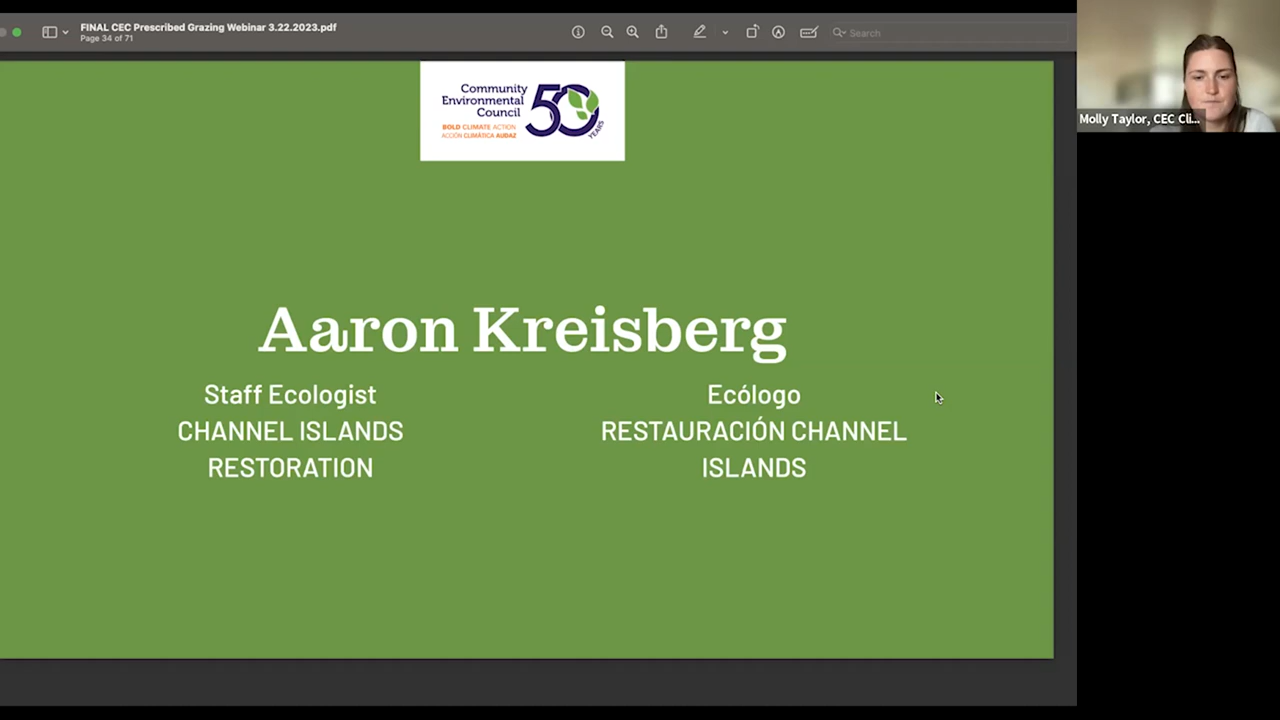 FINAL CEC Prescribed Grazing Webinar 3.22.2023.pdf
Page 34 of 71
Search
Molly Taylor, CEC Cli...
Community
Environmental
Council
50
YEARS
BOLD CLIMATE ACTION
ACCIÓN CLIMÁTICA AUDAZ
Aaron Kreisberg
Staff Ecologist
CHANNEL ISLANDS
RESTORATION
Ecólogo
RESTAURACIÓN CHANNEL
ISLANDS